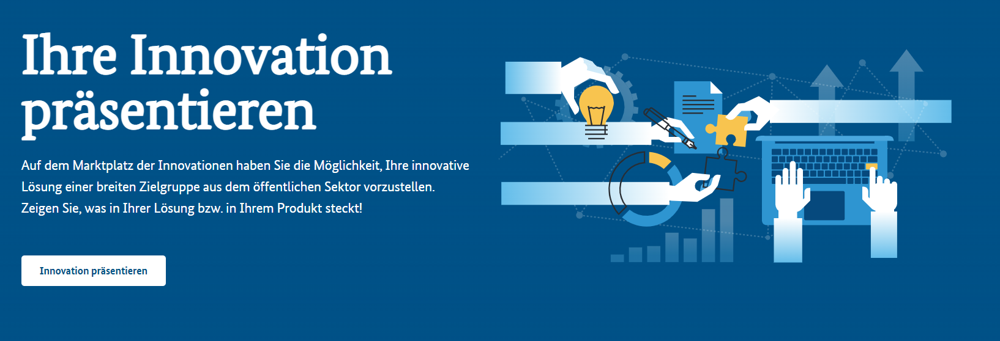 Ihre Innovation
präsentieren
Auf dem Marktplatz der Innovationen haben Sie die Möglichkeit, Ihre innovative
Lösung einer breiten Zielgruppe aus dem öffentlichen Sektor vorzustellen.
Zeigen Sie, was in Ihrer Lösung bzw. in Ihrem Produkt steckt!
Innovation präsentieren